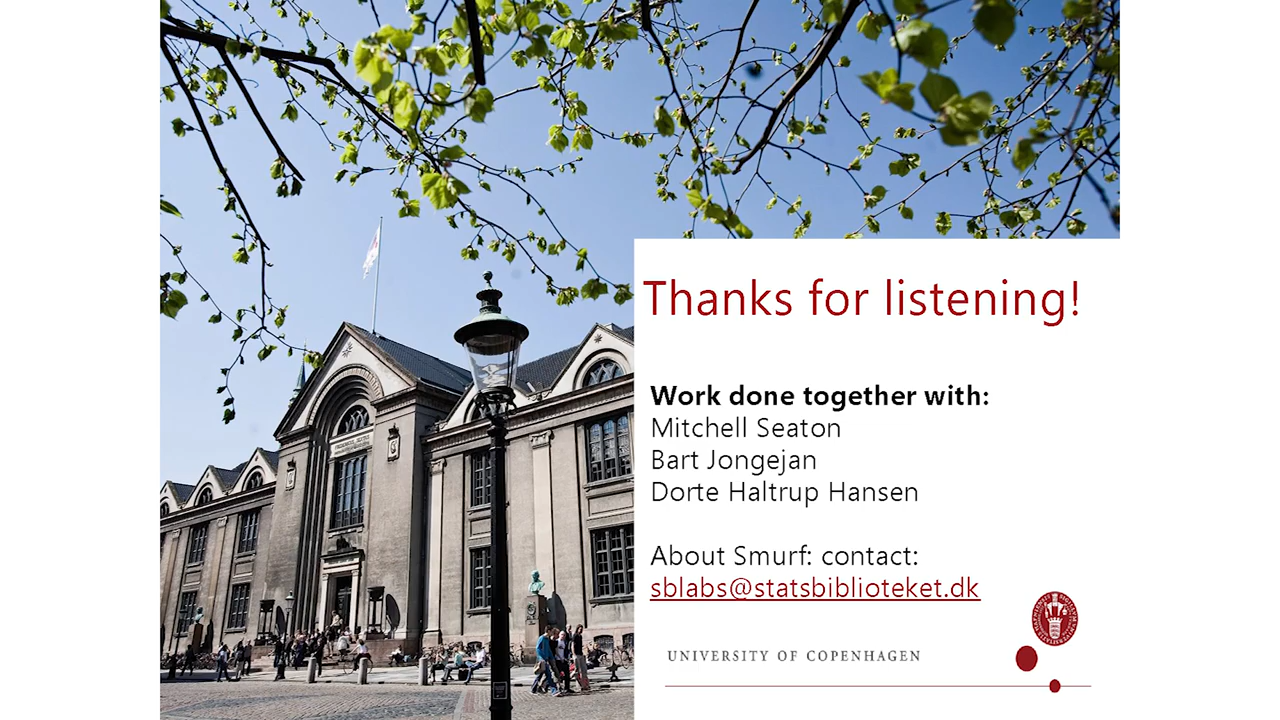 Thanks for listening!
Work done together with:
Mitchell Seaton
Bart Jongejan
Dorte Haltrup Hansen
About Smurf: contact:
sblabs@statsbiblioteket.dk
UNIVERSITY OF COPENHAGEN